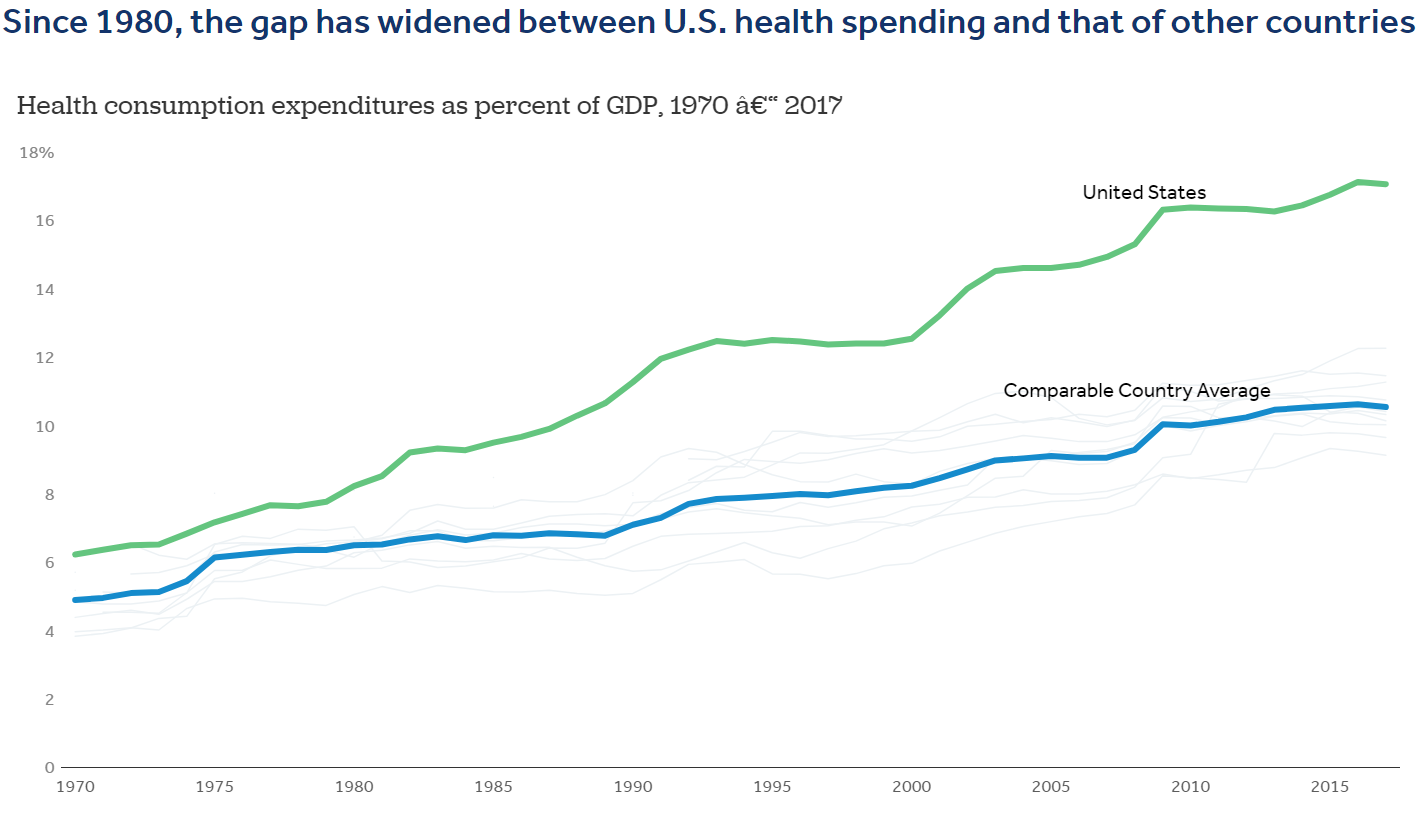 Since 1980, the gap has widened between U.S. health spending and that of other countries
Health consumption expenditures as percent of GDP, 1970 â€“ 2017
18%
United States
16
14
12
Comparable Country Average
10
8
6
4
2
0
1970 1975 1980 1985 1990 1995 2000 2005 2010 2015